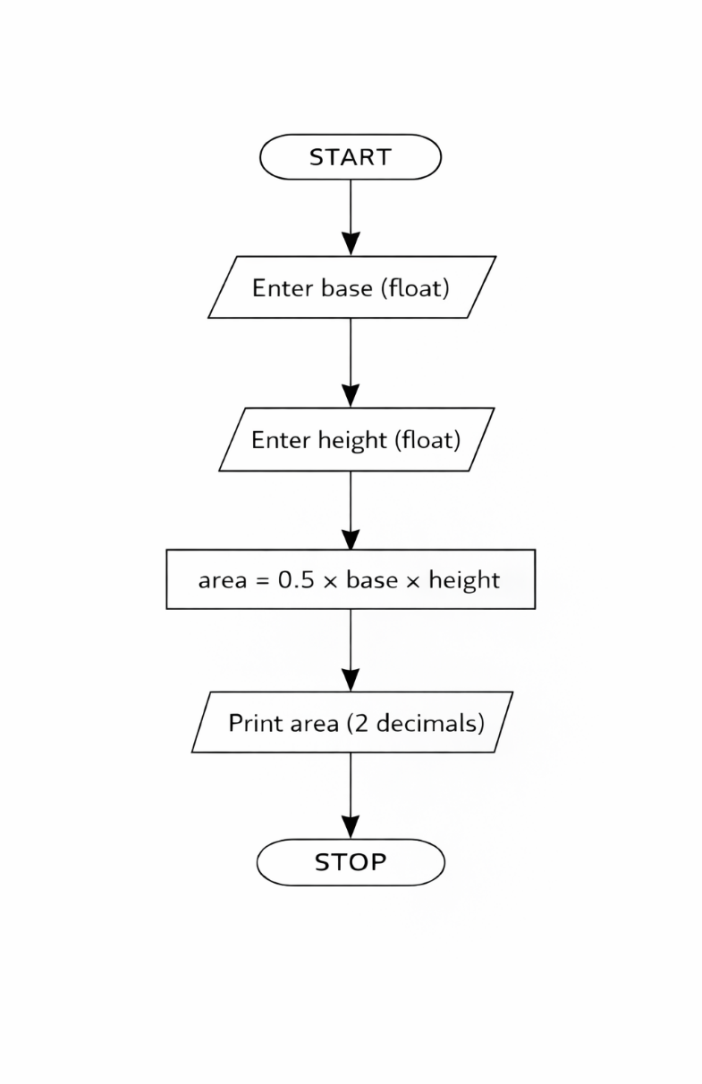 START
Enter base (float)
Enter height (float)
area = 0.5 × base × height
Print area (2 decimals)
STOP